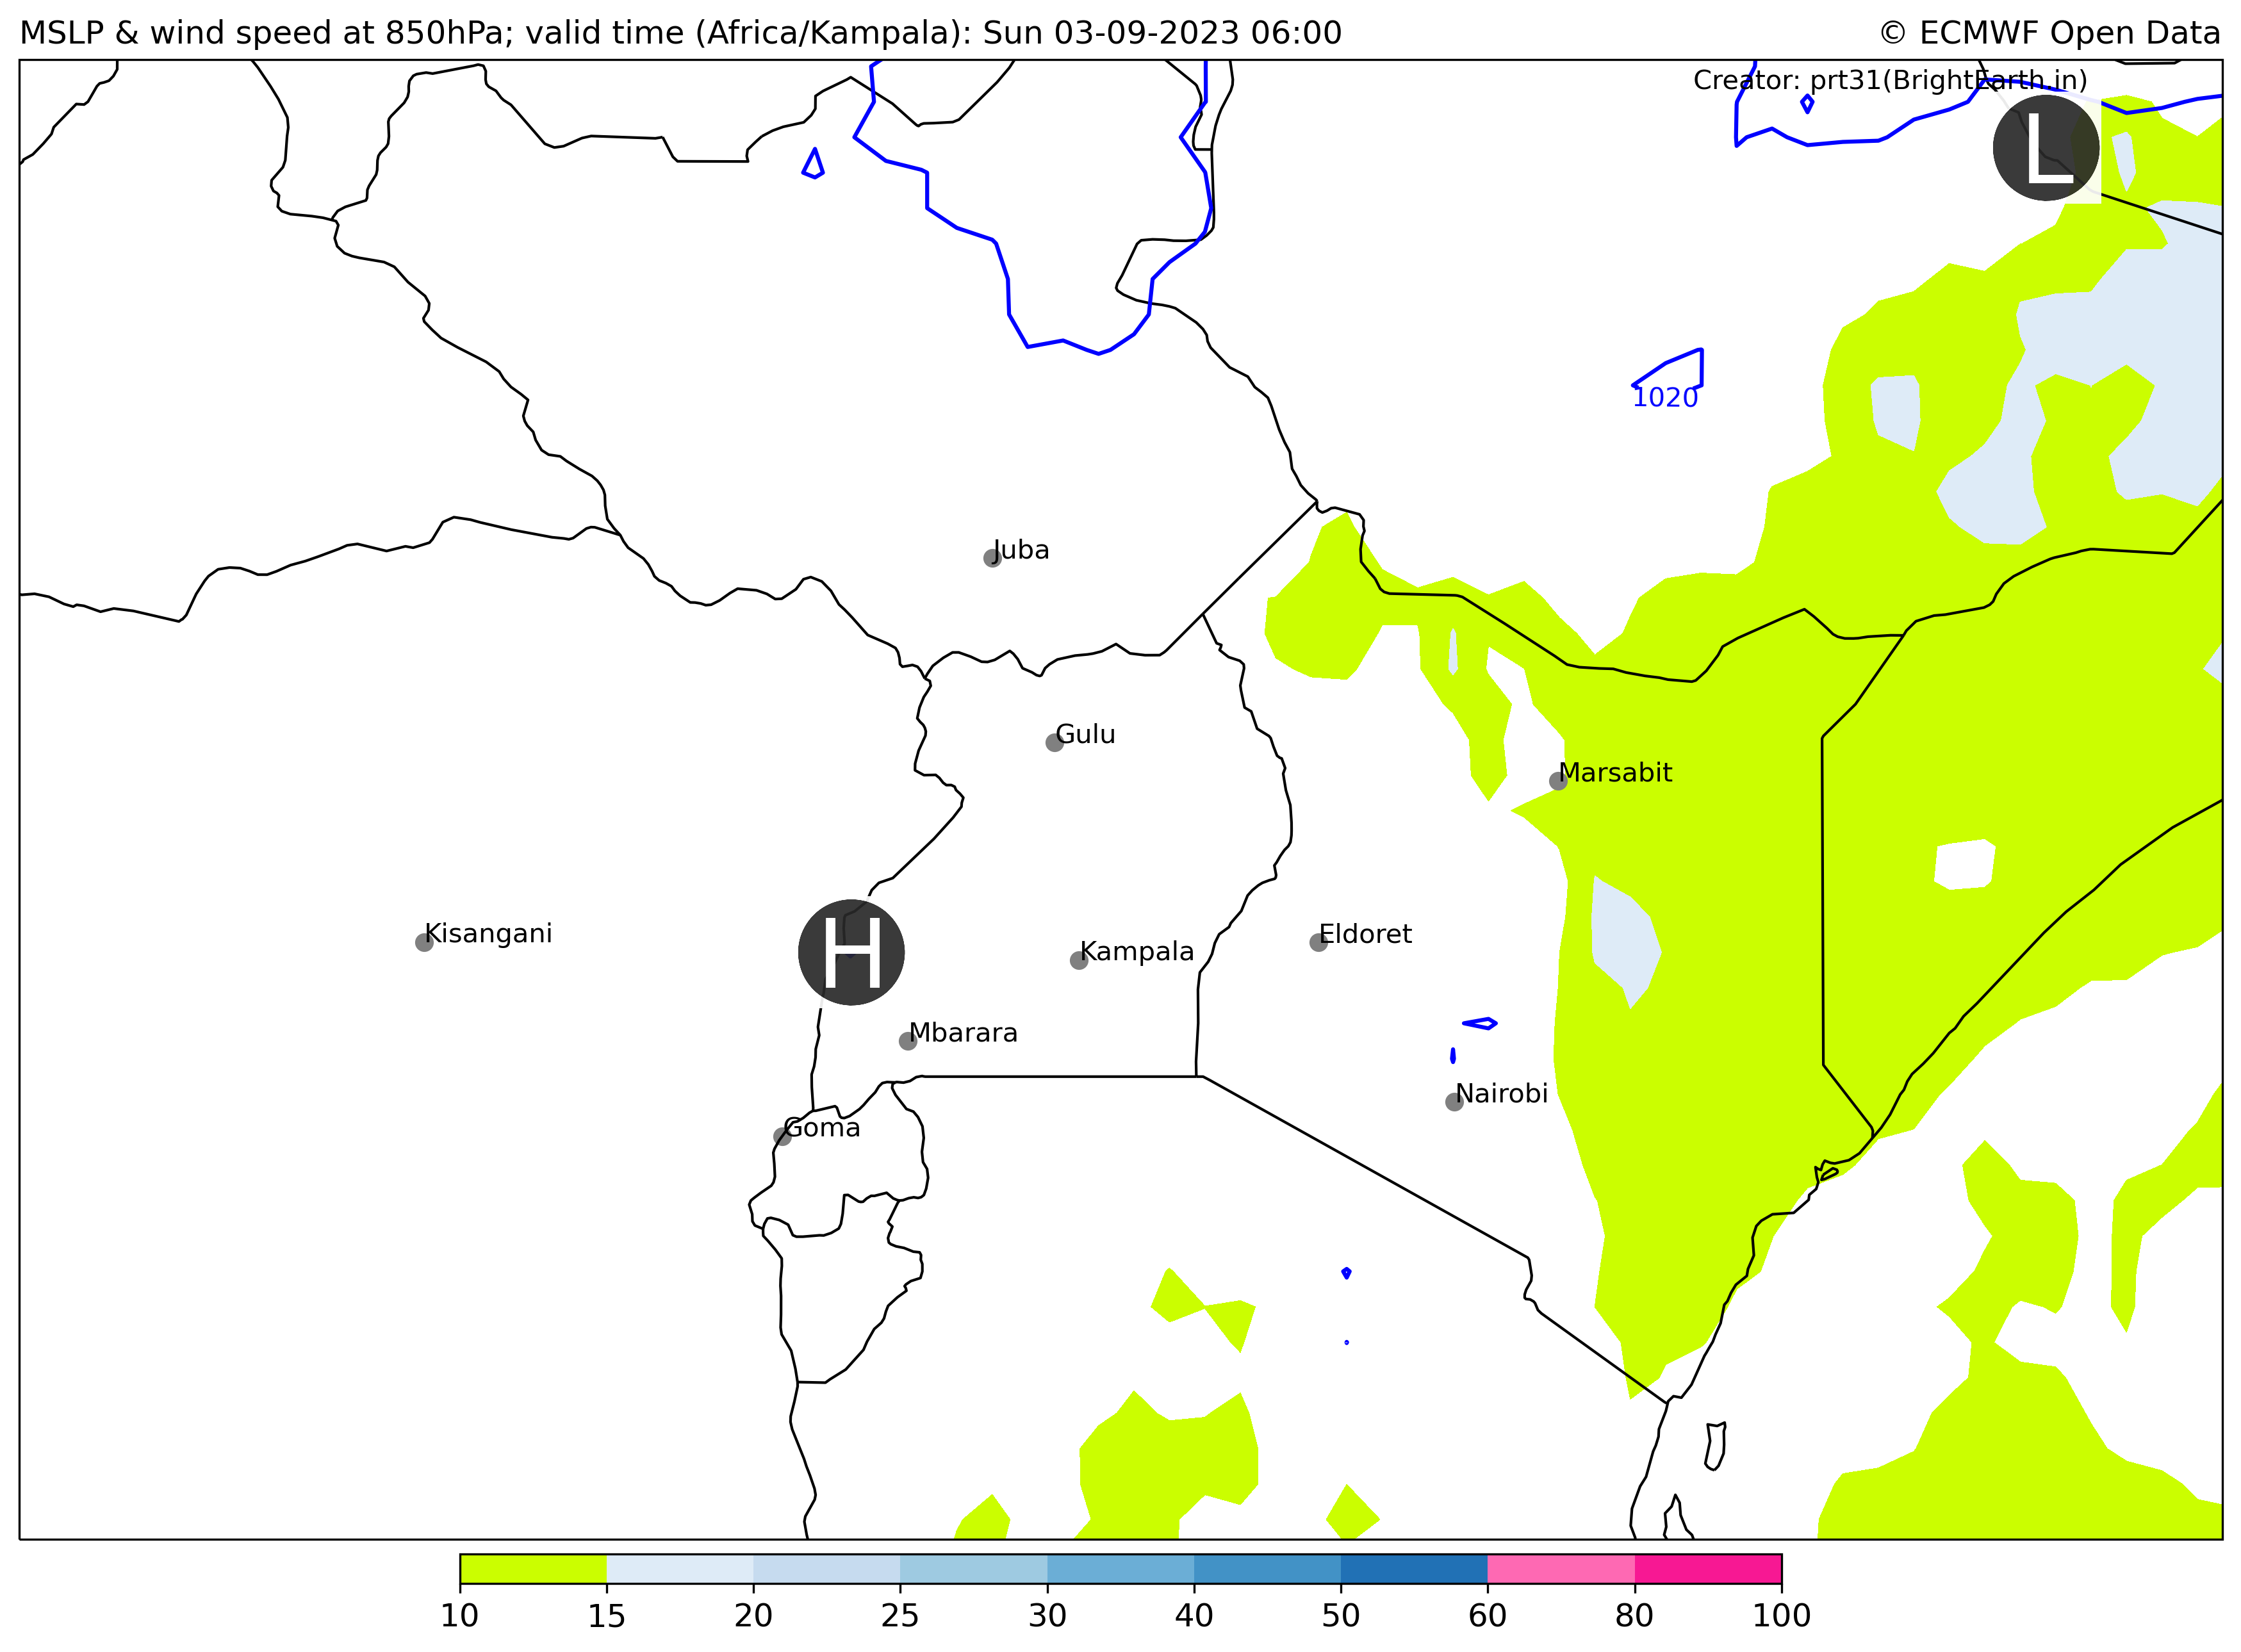 MSLP & wind speed at 850hPa; valid time (Africa/Kampala): Sun 03-09-2023 06:00
© ECMWF Open Data
Creator: prt31(BrightEarth.in)
L
1020
Juba
Gulu
Marsabit
Kisangani
H
Kampala
Eldoret
Mbarara
Nairobi
Goma
10 15 20 25 30 40 50 60 80 100